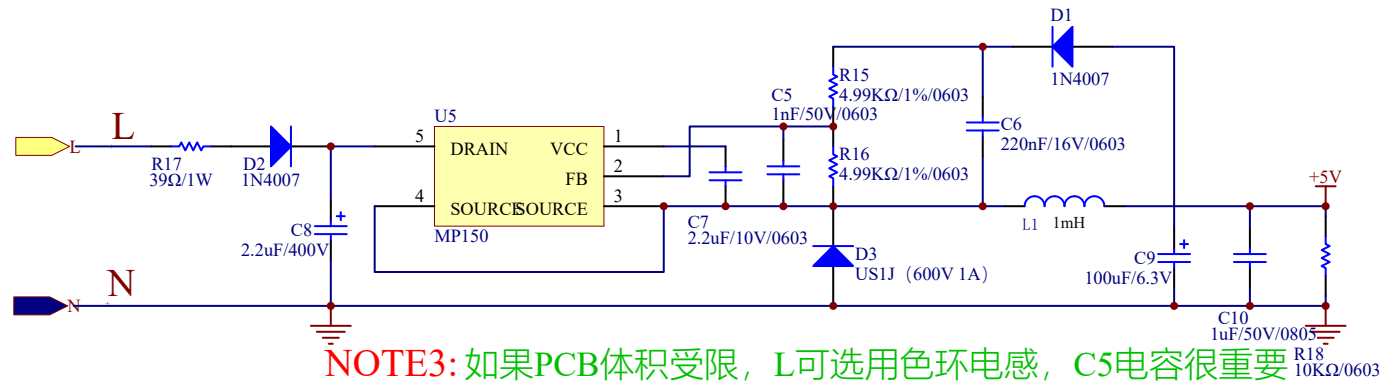 D1
1N4007
R15
4.99KΩ/1%/0603
C5
1nF/50V/0603
U5
L
L
5
DRAIN
VCC
1
C6
220nF/16V/0603
R17
39Ω/1W
D2
1N4007
FB
2
R16
4.99KΩ/1%/0603
+5V
4
SOURCE
SOURCE
3
MP150
C7
2.2uF/10V/0603
L1
1mH
C8
2.2uF/400V
D3
US1J（600V 1A）
C9
100uF/6.3V
N
N
C10
1uF/50V/0805
R18
10KΩ/0603
NOTE3: 如果PCB体积受限，L可选用色环电感，C5电容很重要